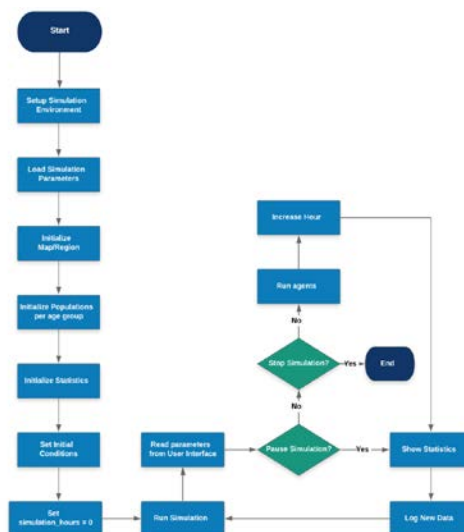 Start
Setup Simulation
Environment
Load Simulation
Parameters
Initialize
Map/Region
Initialize Populations
per age group
Initialize Statistics
Set Initial
Conditions
Set
simulation_hours = 0
Run Simulation
Read parameters
from User Interface
Pause Simulation?
Yes
No
Stop Simulation?
Yes
End
No
Run agents
Increase Hour
Show Statistics
Log New Data